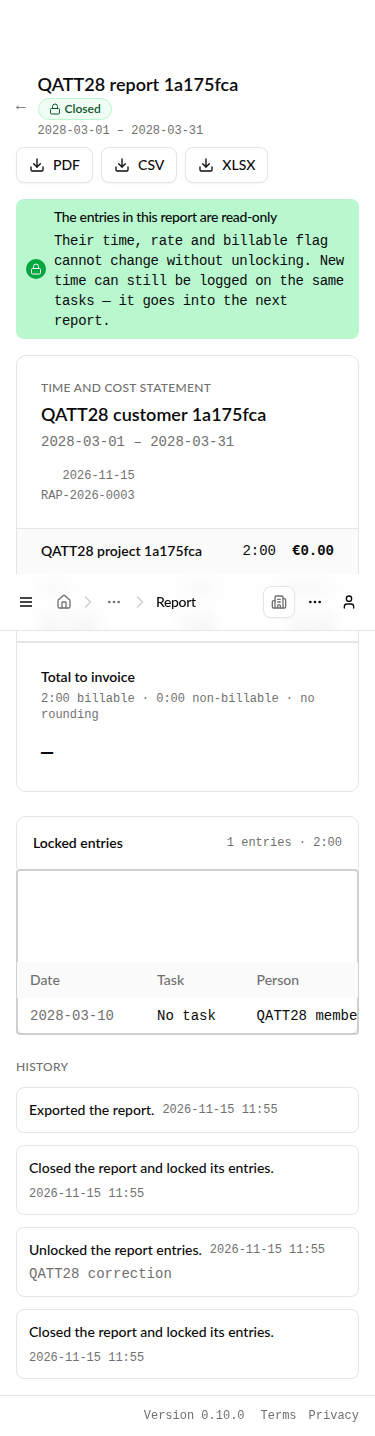 QATT28 report 1a175fca
←
Closed
2028-03-01 – 2028-03-31
PDF CSV XLSX
The entries in this report are read-only
Their time, rate and billable flag
cannot change without unlocking. New
time can still be logged on the same
tasks — it goes into the next
report.
TIME AND COST STATEMENT
QATT28 customer 1a175fca
2028-03-01 – 2028-03-31
2026-11-15
RAP-2026-0003
QATT28 project 1a175fca 2:00 €0.00
Report
Total to invoice
2:00 billable · 0:00 non-billable · no
rounding
—
Locked entries 1 entries · 2:00
Date Task Person
2028-03-10 No task QATT28 membe
HISTORY
Exported the report. 2026-11-15 11:55
Closed the report and locked its entries.
2026-11-15 11:55
Unlocked the report entries. 2026-11-15 11:55
QATT28 correction
Closed the report and locked its entries.
2026-11-15 11:55
Version 0.10.0 Terms Privacy